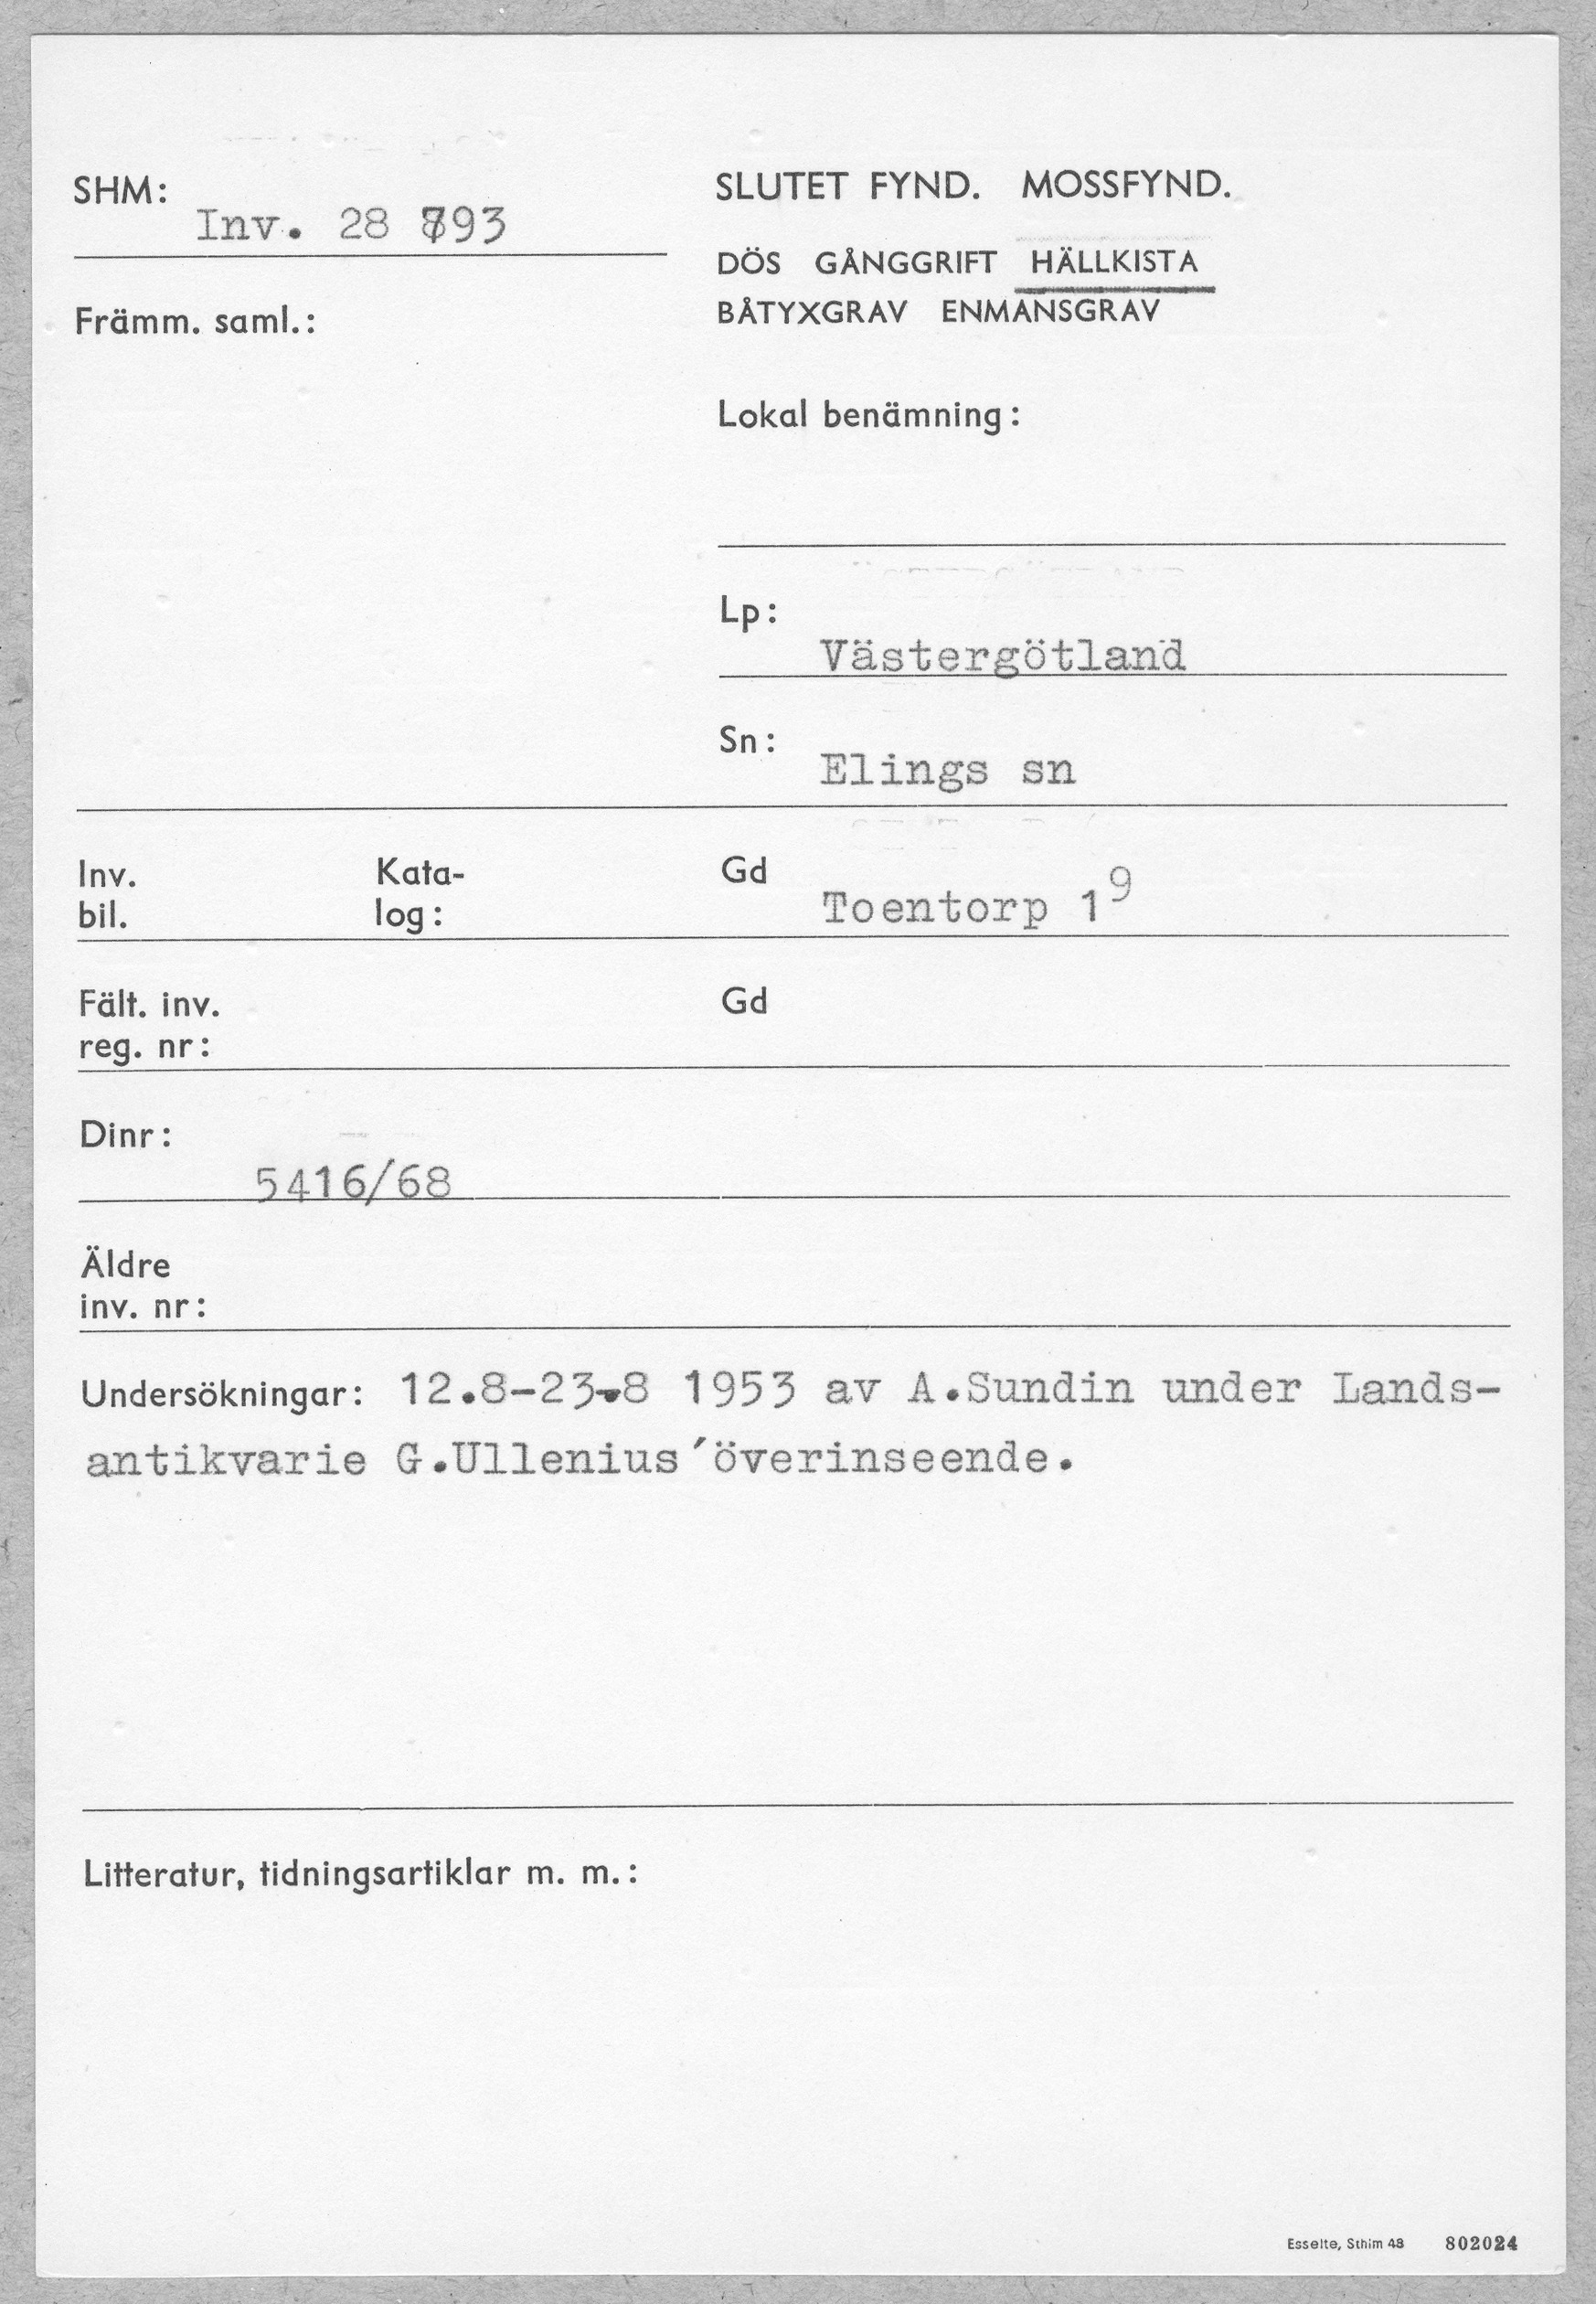 SHM:
Inv. 28 793
SLUTET FYND. MOSSFYND.
DÖS GÅNGGRIFT HÄLLKISTA
BÅTYXGRAV ENMANSGRAV
Främm. saml.:
Lokal benämning:
Lp:
Västergötland
Sn:
Elings sn
Inv.
bil.
Kata-
log:
Gd
Toentorp 1⁹
Fält. inv.
reg. nr:
Gd
Dinr:
5416/68
Äldre
inv. nr:
Undersökningar: 12.8-23.8 1953 av A.Sundin under Lands-
antikvarie G.Ullenius´överinseende.
Litteratur, tidningsartiklar m. m.:
Esselte, Sthlm 48 802024